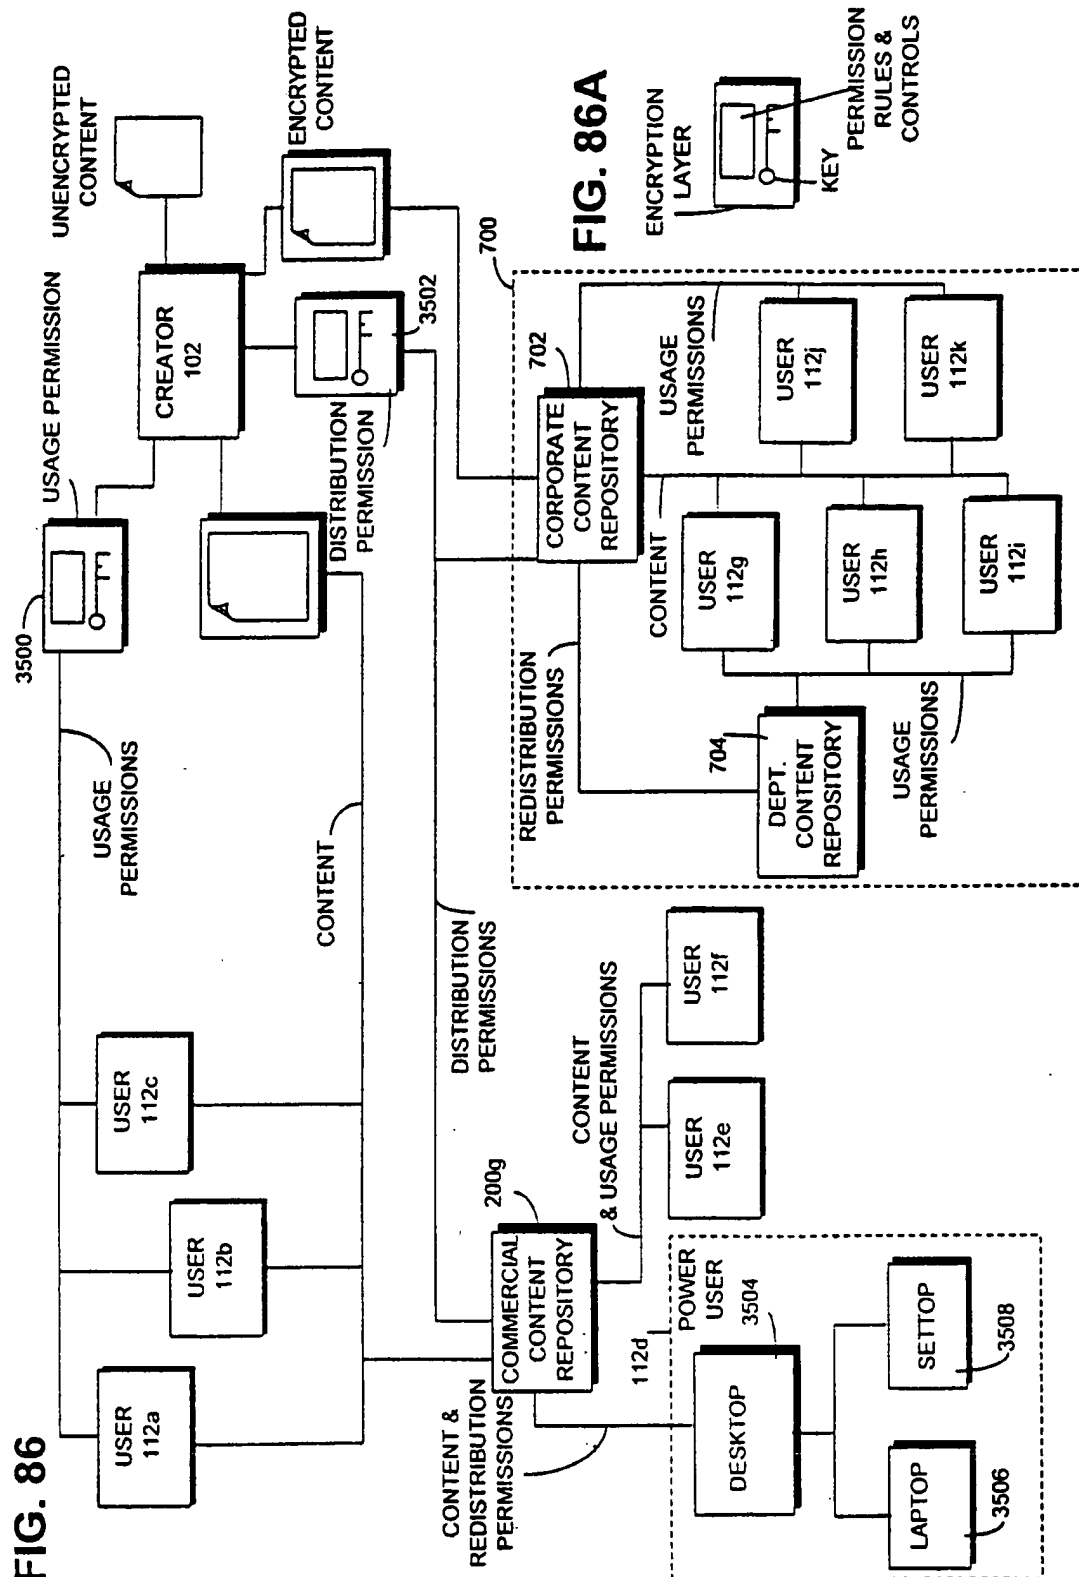 FIG. 86
USER
112a
USER
112b
USER
112c
USAGE
PERMISSIONS
3500
USAGE PERMISSION
CREATOR
102
UNENCRYPTED
CONTENT
CONTENT
DISTRIBUTION
PERMISSION
3502
ENCRYPTED
CONTENT
DISTRIBUTION
PERMISSIONS
CONTENT &
REDISTRIBUTION
PERMISSIONS
COMMERCIAL
CONTENT
REPOSITORY
200g
CONTENT
& USAGE PERMISSIONS
USER
112e
USER
112f
112d
POWER
USER
3504
DESKTOP
LAPTOP
3506
SETTOP
3508
700
702
CORPORATE
CONTENT
REPOSITORY
REDISTRIBUTION
PERMISSIONS
704
DEPT.
CONTENT
REPOSITORY
USAGE
PERMISSIONS
CONTENT
USER
112g
USER
112h
USER
112i
USAGE
PERMISSIONS
USER
112j
USER
112k
FIG. 86A
ENCRYPTION
LAYER
KEY
PERMISSION
RULES &
CONTROLS